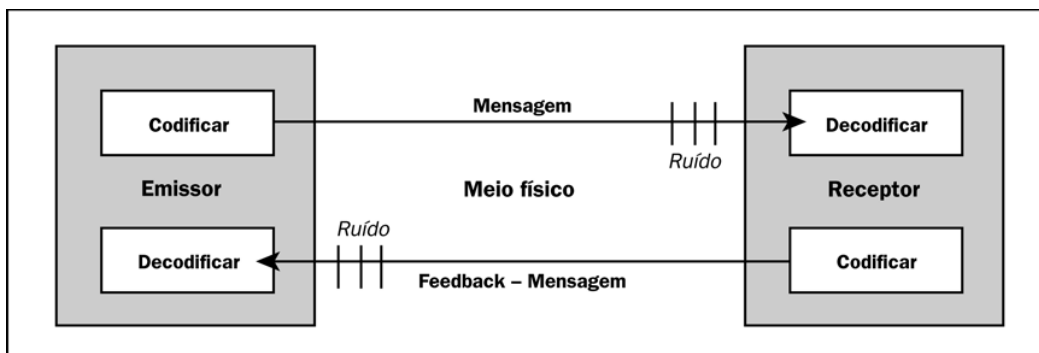 Codificar
Mensagem
Decodificar
Ruído
Emissor
Meio físico
Receptor
Ruído
Decodificar
Feedback – Mensagem
Codificar